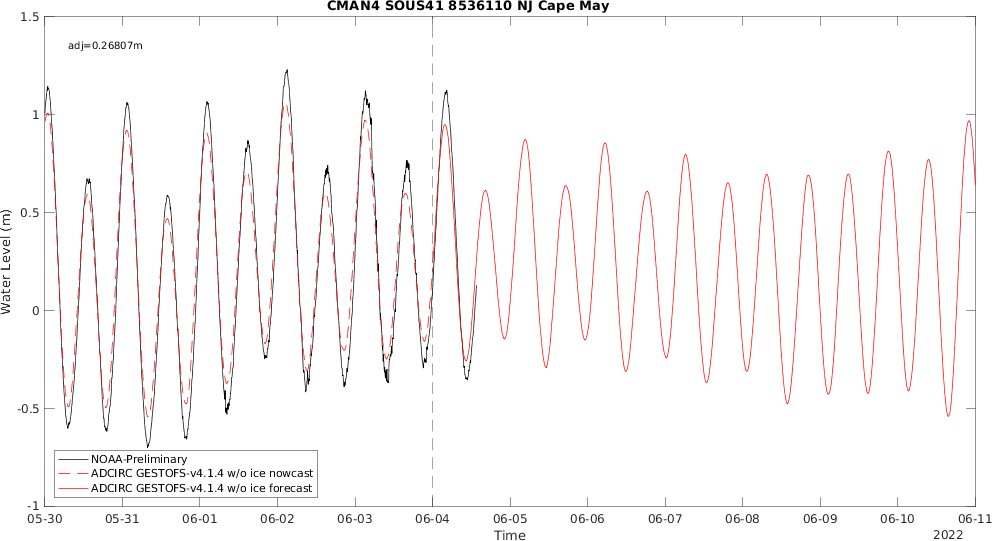 CMAN4 SOUS41 8536110 NJ Cape May
adj=0.26807m
Water Level (m)
1.5
1
0.5
0
-0.5
-1
NOAA-Preliminary
ADCIRC GESTOFS-v4.1.4 w/o ice nowcast
ADCIRC GESTOFS-v4.1.4 w/o ice forecast
05-30 05-31 06-01 06-02 06-03 06-04 06-05 06-06 06-07 06-08 06-09 06-10 06-11
Time
2022